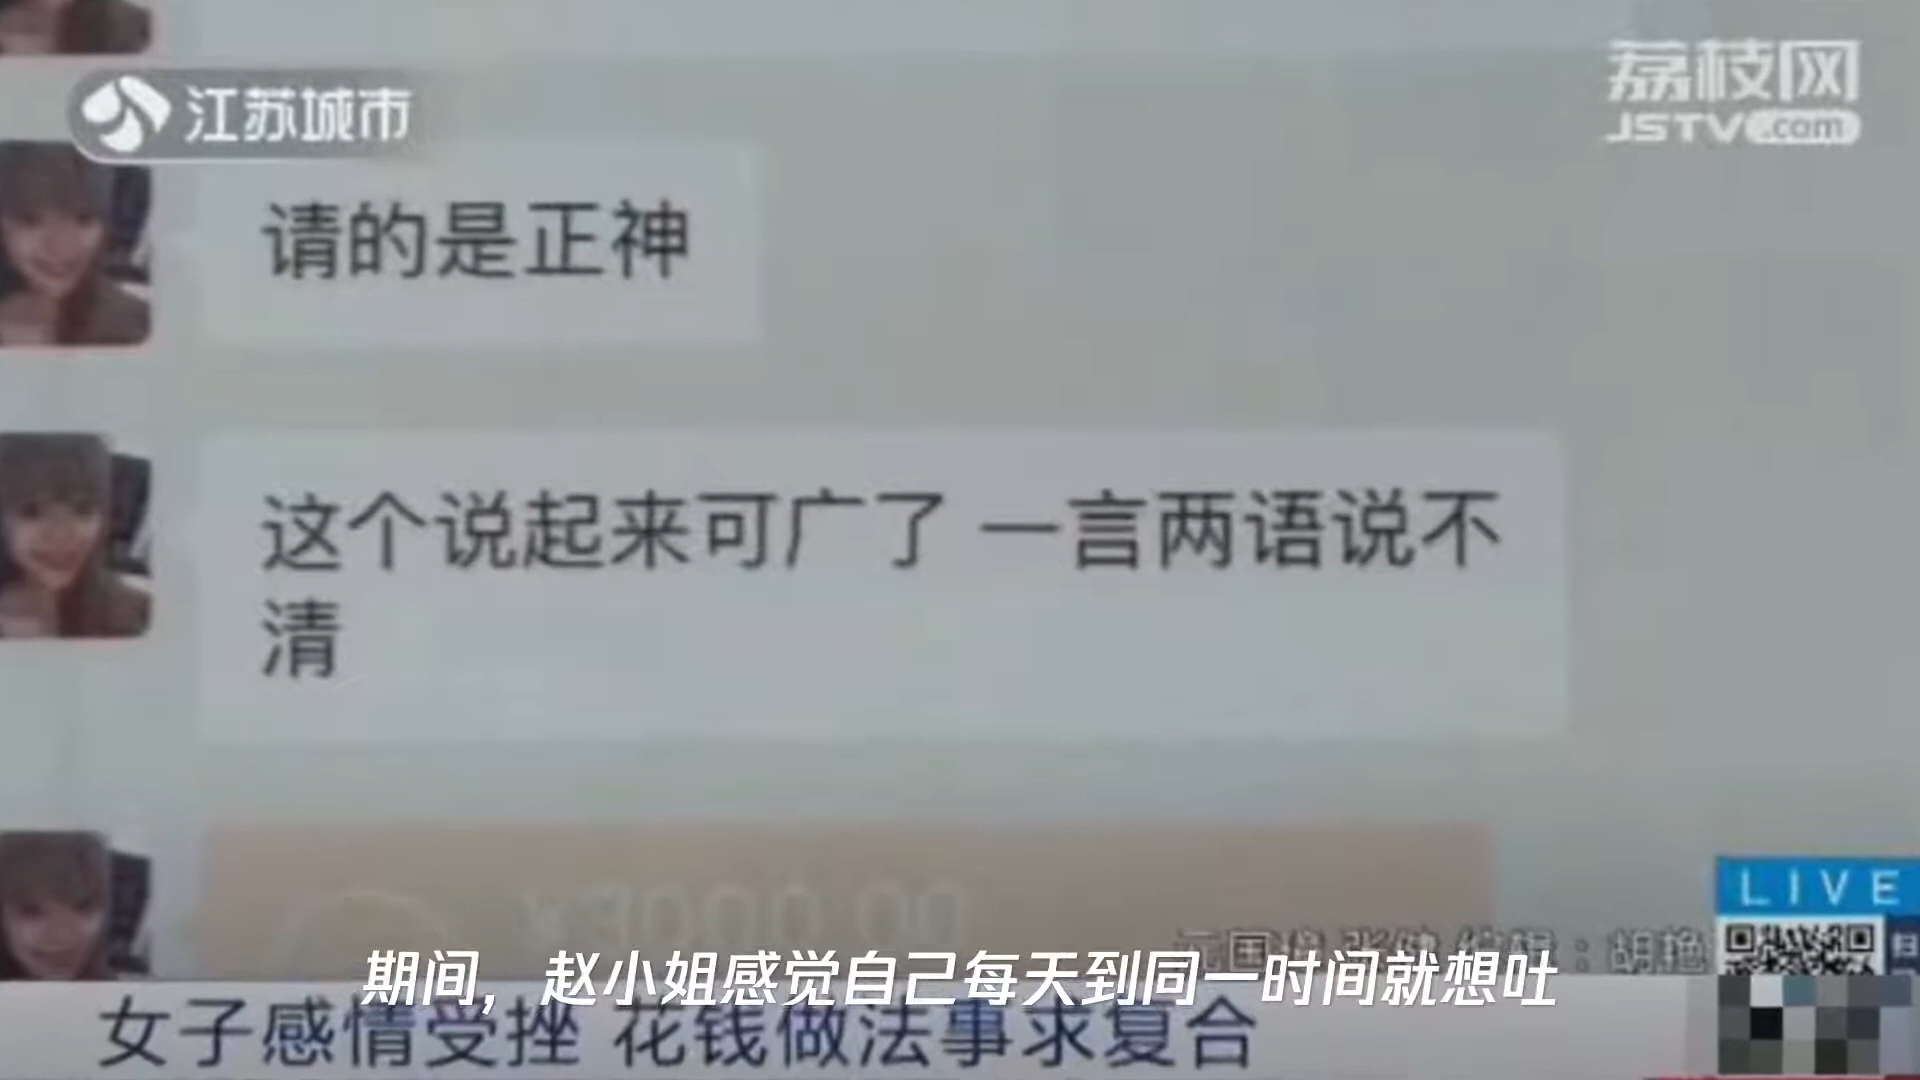 江苏城市
荔枝网
JSTV.com
请的是正神
这个说起来可广了 一言两语说不
清
¥3000.00
LIVE
期间，赵小姐感觉自己每天到同一时间就想吐
女子感情受挫 花钱做法事求复合